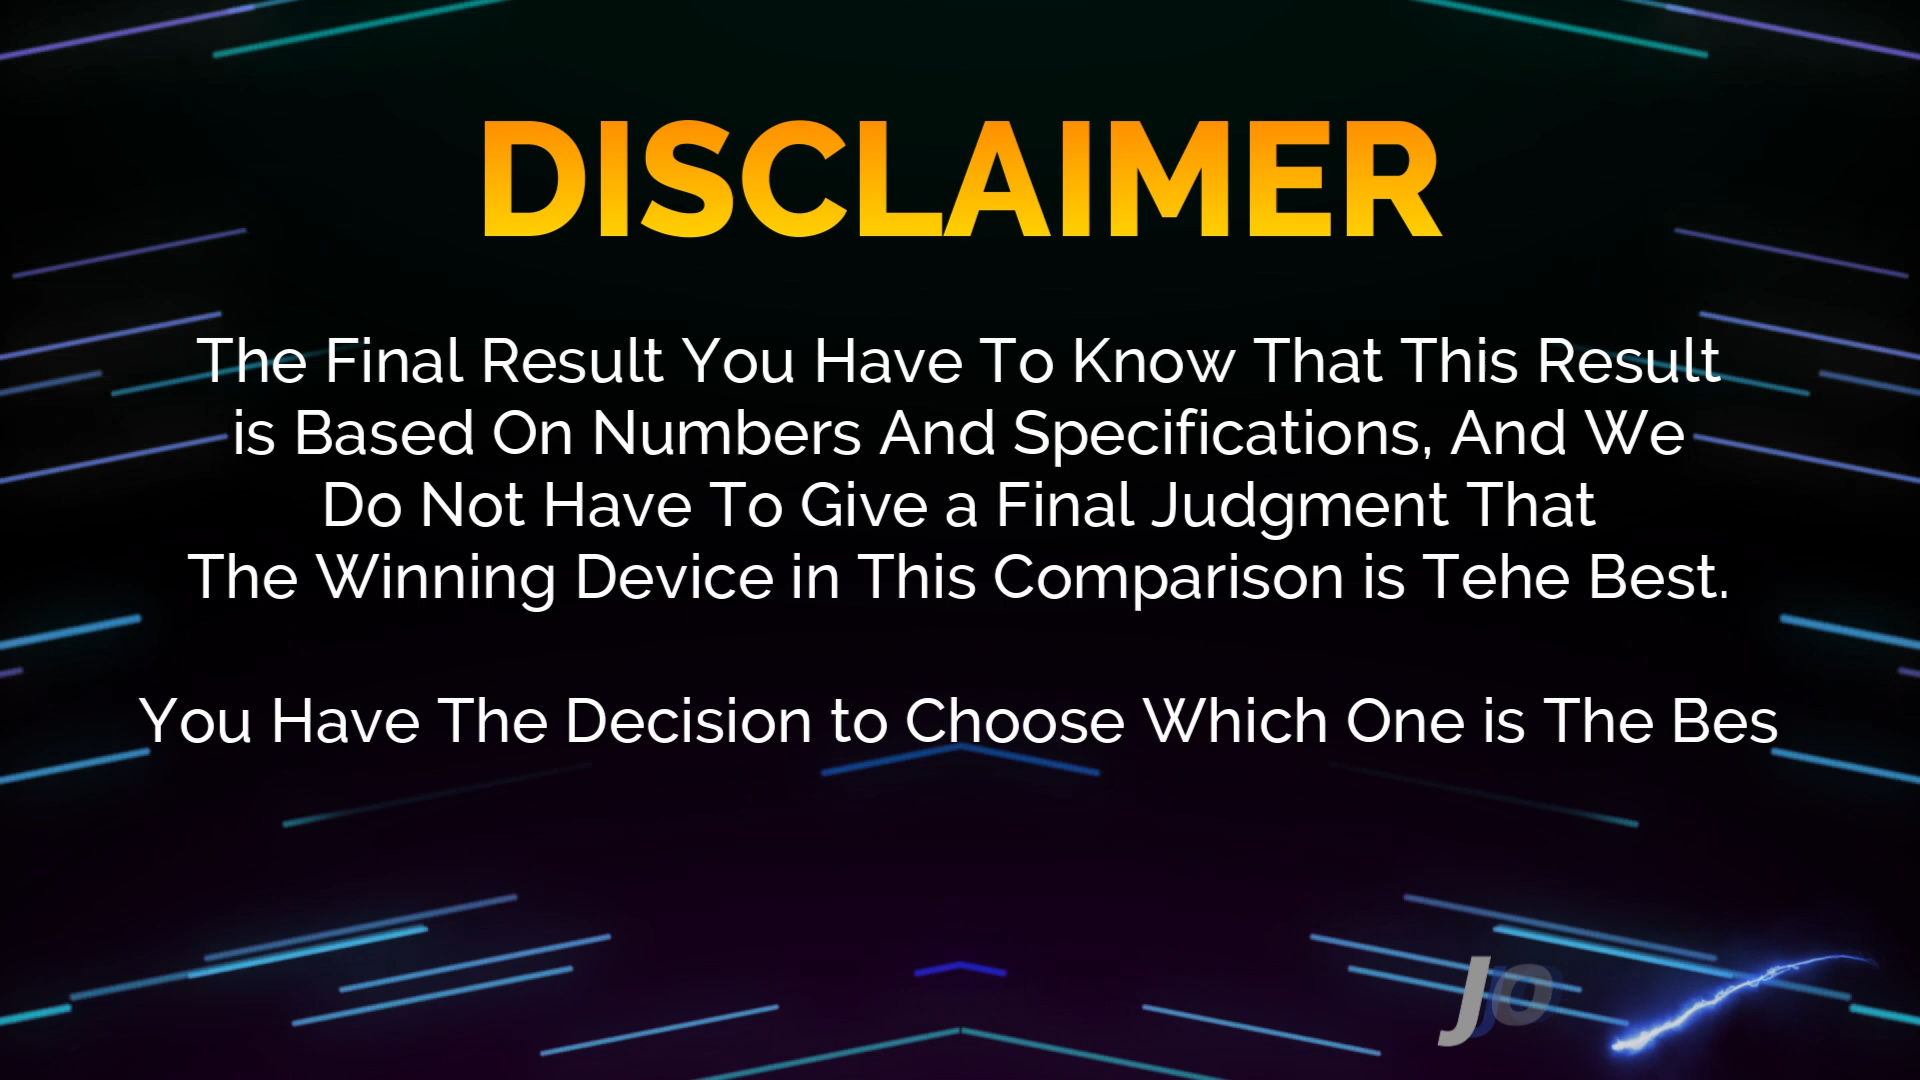 DISCLAIMER
The Final Result You Have To Know That This Result
is Based On Numbers And Specifications, And We
Do Not Have To Give a Final Judgment That
The Winning Device in This Comparison is Tehe Best.
You Have The Decision to Choose Which One is The Bes
Jo